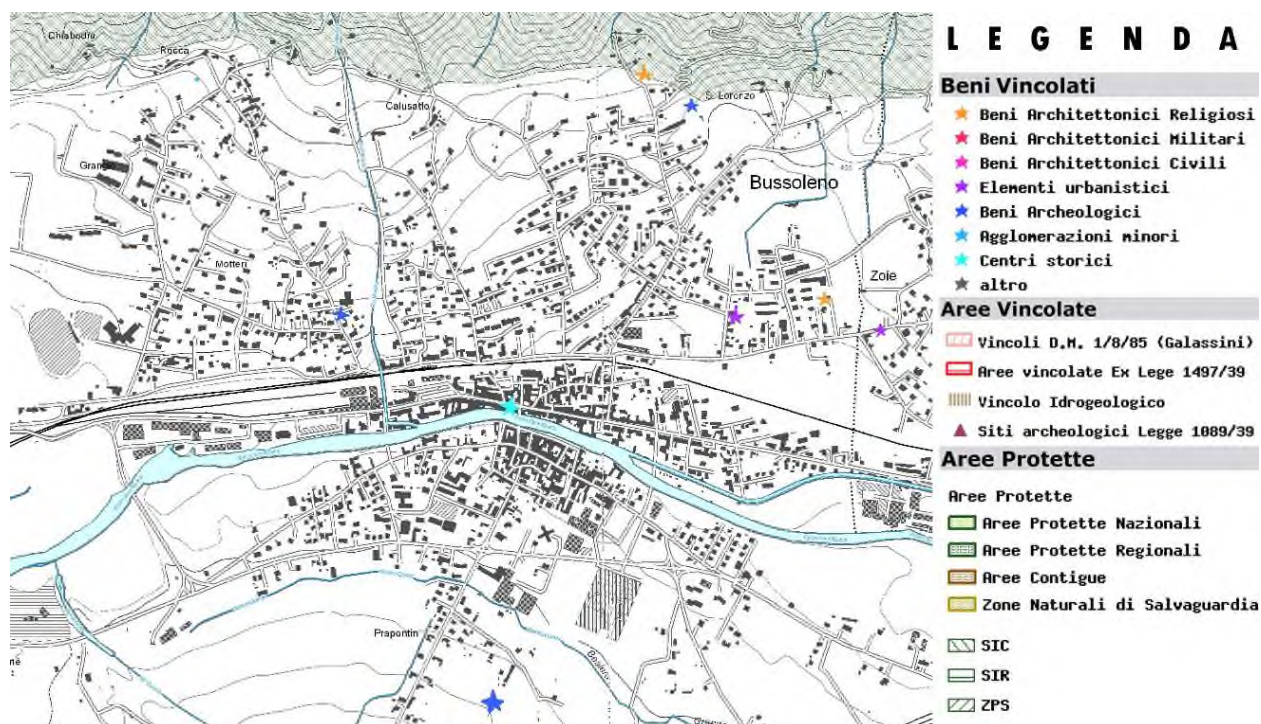 Chiabodre
Rocca
Calusatto
S. Lorenzo
Grangia
Bussoleno
Motteri
Zoie
Prapontin
L E G E N D A
Beni Vincolati
Beni Architettonici Religiosi
Beni Architettonici Militari
Beni Architettonici Civili
Elementi urbanistici
Beni Archeologici
Agglomerazioni minori
Centri storici
altro
Aree Vincolate
Vincoli D.M. 1/8/85 (Galassini)
Aree vincolate Ex Lege 1497/39
Vincolo Idrogeologico
Siti archeologici Legge 1089/39
Aree Protette
Aree Protette
Aree Protette Nazionali
Aree Protette Regionali
Aree Contigue
Zone Naturali di Salvaguardia
SIC
SIR
ZPS